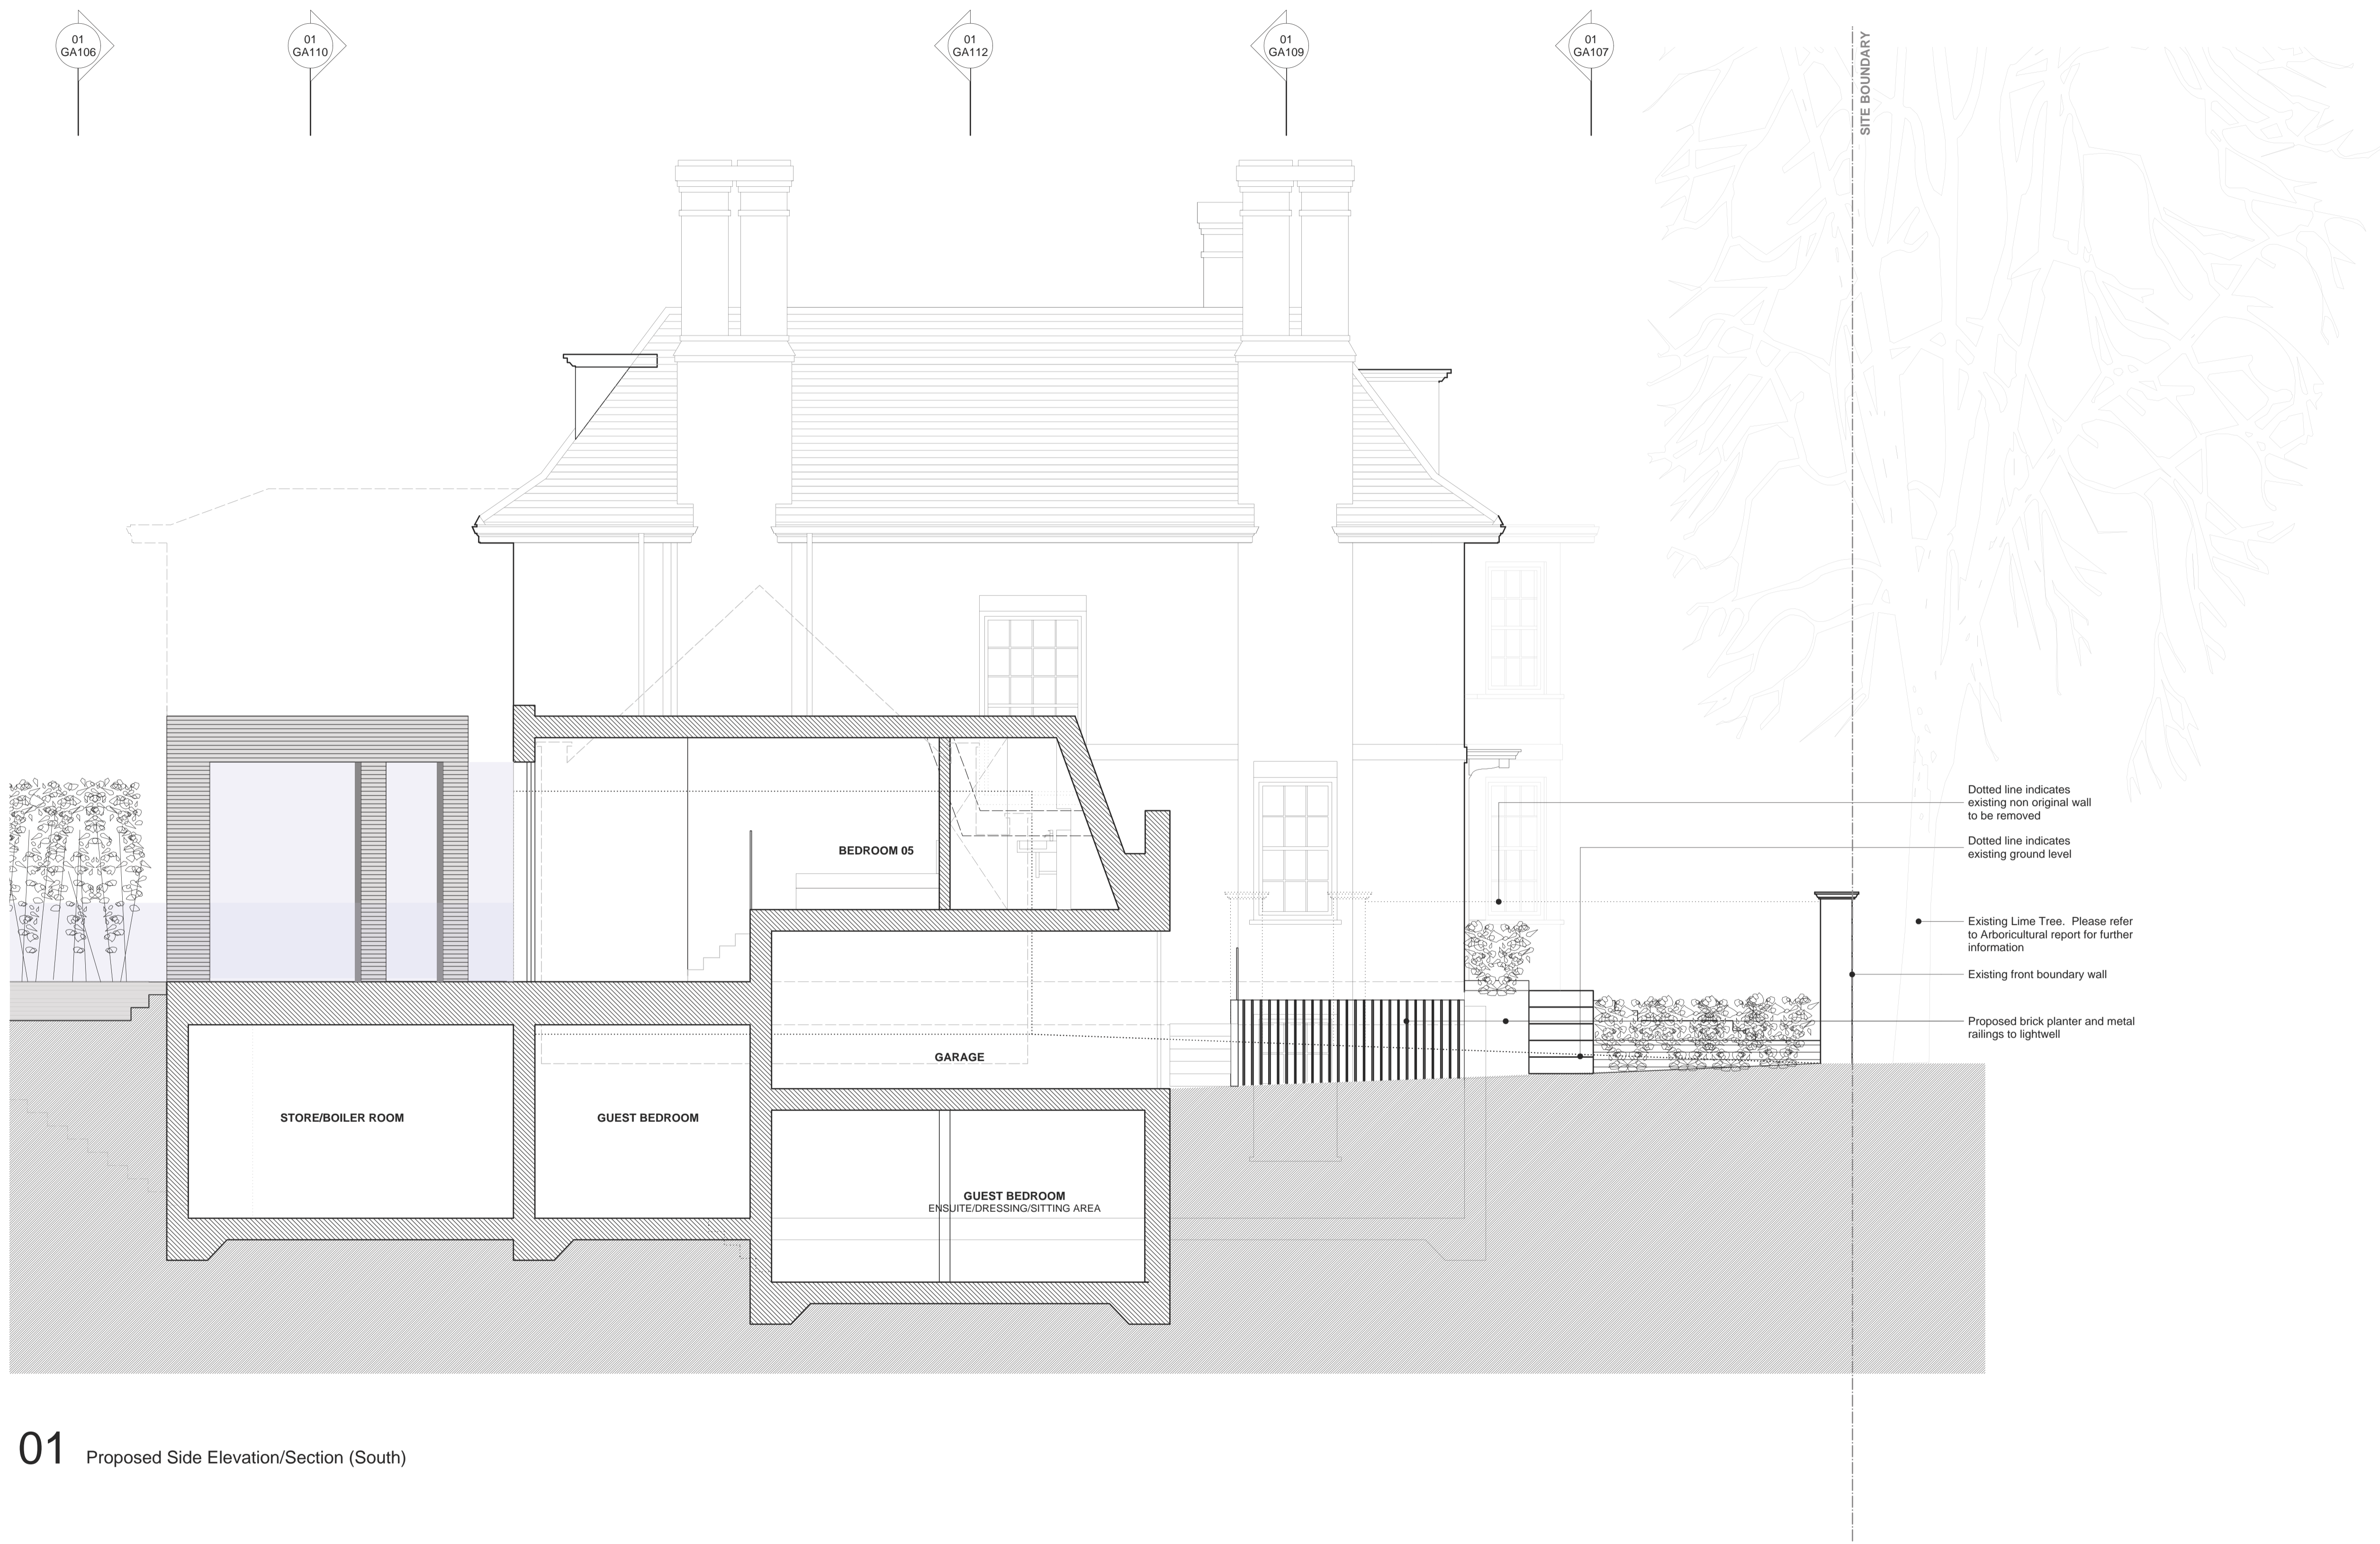 01
GA106
01
GA110
01
GA112
01
GA109
01
GA107
SITE BOUNDARY
Dotted line indicates
existing non original wall
to be removed
Dotted line indicates
existing ground level
BEDROOM 05
Existing Lime Tree.  Please refer
to Arboricultural report for further
information
Existing front boundary wall
Proposed brick planter and metal
railings to lightwell
GARAGE
STORE/BOILER ROOM
GUEST BEDROOM
GUEST BEDROOM
ENSUITE/DRESSING/SITTING AREA
01 Proposed Side Elevation/Section (South)